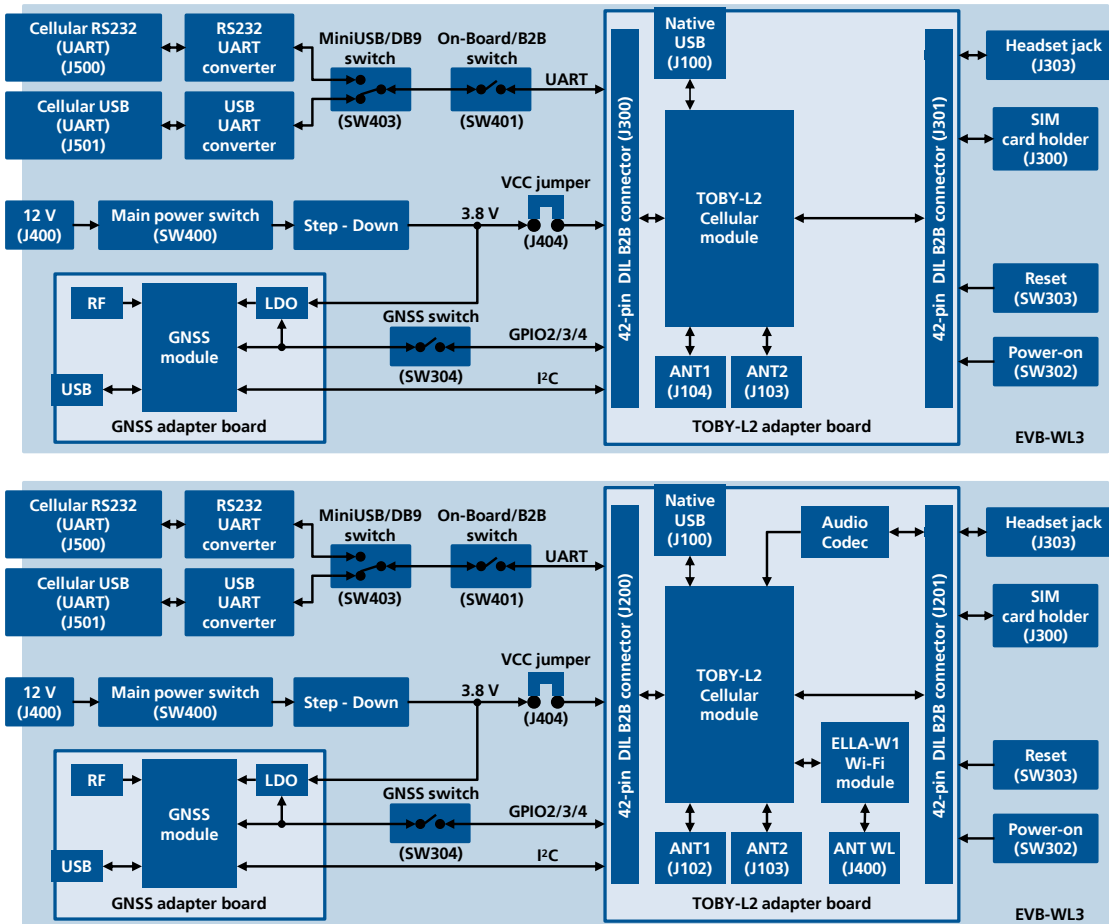 Cellular RS232
(UART)
(J500)
RS232
UART
converter
MiniUSB/DB9
switch
(SW403)
On-Board/B2B
switch
(SW401)
UART
Cellular USB
(UART)
(J501)
USB
UART
converter
12 V
(J400)
Main power switch
(SW400)
Step - Down
3.8 V
VCC jumper
(J404)
RF
GNSS
module
LDO
USB
GNSS adapter board
GNSS switch
(SW304)
GPIO2/3/4
I²C
42-pin DIL B2B connector (J300)
Native
USB
(J100)
TOBY-L2
Cellular
module
ANT1
(J104)
ANT2
(J103)
TOBY-L2 adapter board
42-pin DIL B2B connector (J301)
Headset jack
(J303)
SIM
card holder
(J300)
Reset
(SW303)
Power-on
(SW302)
EVB-WL3
Cellular RS232
(UART)
(J500)
RS232
UART
converter
MiniUSB/DB9
switch
(SW403)
On-Board/B2B
switch
(SW401)
UART
Cellular USB
(UART)
(J501)
USB
UART
converter
12 V
(J400)
Main power switch
(SW400)
Step - Down
3.8 V
VCC jumper
(J404)
RF
GNSS
module
LDO
USB
GNSS adapter board
GNSS switch
(SW304)
GPIO2/3/4
I²C
42-pin DIL B2B connector (J200)
Native
USB
(J100)
Audio
Codec
TOBY-L2
Cellular
module
ELLA-W1
Wi-Fi
module
ANT1
(J102)
ANT2
(J103)
ANT WL
(J400)
TOBY-L2 adapter board
42-pin DIL B2B connector (J201)
Headset jack
(J303)
SIM
card holder
(J300)
Reset
(SW303)
Power-on
(SW302)
EVB-WL3